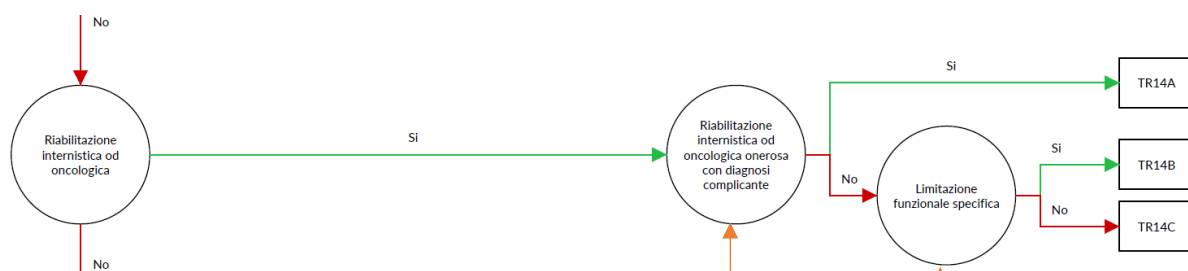 No
Riabilitazione
internistica od
oncologica
Si
Riabilitazione
internistica od
oncologica onerosa
con diagnosi
complicante
Si
TR14A
No
Limitazione
funzionale specifica
Si
TR14B
No
TR14C
No